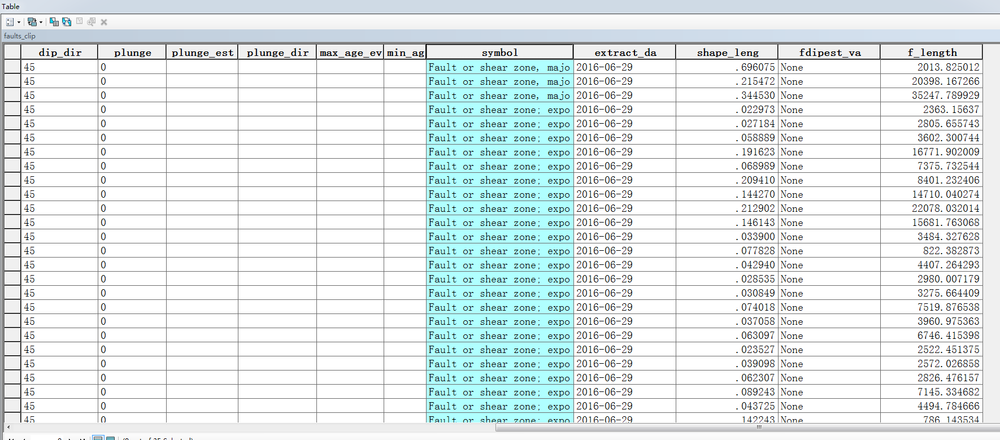 Table
faults_clip
dip_dir plunge plunge_est plunge_dir max_age_ev min_ag symbol extract_da shape_leng fdipest_va f_length
45 0 Fault or shear zone, majo 2016-06-29 .696075 None 2013.825012
45 0 Fault or shear zone, majo 2016-06-29 .215472 None 20398.167266
45 0 Fault or shear zone, majo 2016-06-29 .344530 None 35247.789929
45 0 Fault or shear zone; expo 2016-06-29 .022973 None 2363.15637
45 0 Fault or shear zone; expo 2016-06-29 .027184 None 2805.655743
45 0 Fault or shear zone; expo 2016-06-29 .058889 None 3602.300744
45 0 Fault or shear zone; expo 2016-06-29 .191623 None 16771.902009
45 0 Fault or shear zone; expo 2016-06-29 .068989 None 7375.732544
45 0 Fault or shear zone; expo 2016-06-29 .209410 None 8401.232406
45 0 Fault or shear zone; expo 2016-06-29 .144270 None 14710.040274
45 0 Fault or shear zone; expo 2016-06-29 .212902 None 22078.032014
45 0 Fault or shear zone; expo 2016-06-29 .146143 None 15681.763068
45 0 Fault or shear zone; expo 2016-06-29 .033900 None 3484.327628
45 0 Fault or shear zone; expo 2016-06-29 .077828 None 822.382873
45 0 Fault or shear zone; expo 2016-06-29 .042940 None 4407.264293
45 0 Fault or shear zone; expo 2016-06-29 .028535 None 2980.007179
45 0 Fault or shear zone; expo 2016-06-29 .030849 None 3275.664409
45 0 Fault or shear zone; expo 2016-06-29 .074018 None 7519.876538
45 0 Fault or shear zone; expo 2016-06-29 .037058 None 3960.975363
45 0 Fault or shear zone; expo 2016-06-29 .063097 None 6746.415398
45 0 Fault or shear zone; expo 2016-06-29 .023527 None 2522.451375
45 0 Fault or shear zone; expo 2016-06-29 .039098 None 2572.026858
45 0 Fault or shear zone; expo 2016-06-29 .062307 None 2826.476157
45 0 Fault or shear zone; expo 2016-06-29 .089243 None 7145.334682
45 0 Fault or shear zone; expo 2016-06-29 .043725 None 4494.784666
45 0 Fault or shear zone; expo 2016-06-29 .142243 None 786.143534